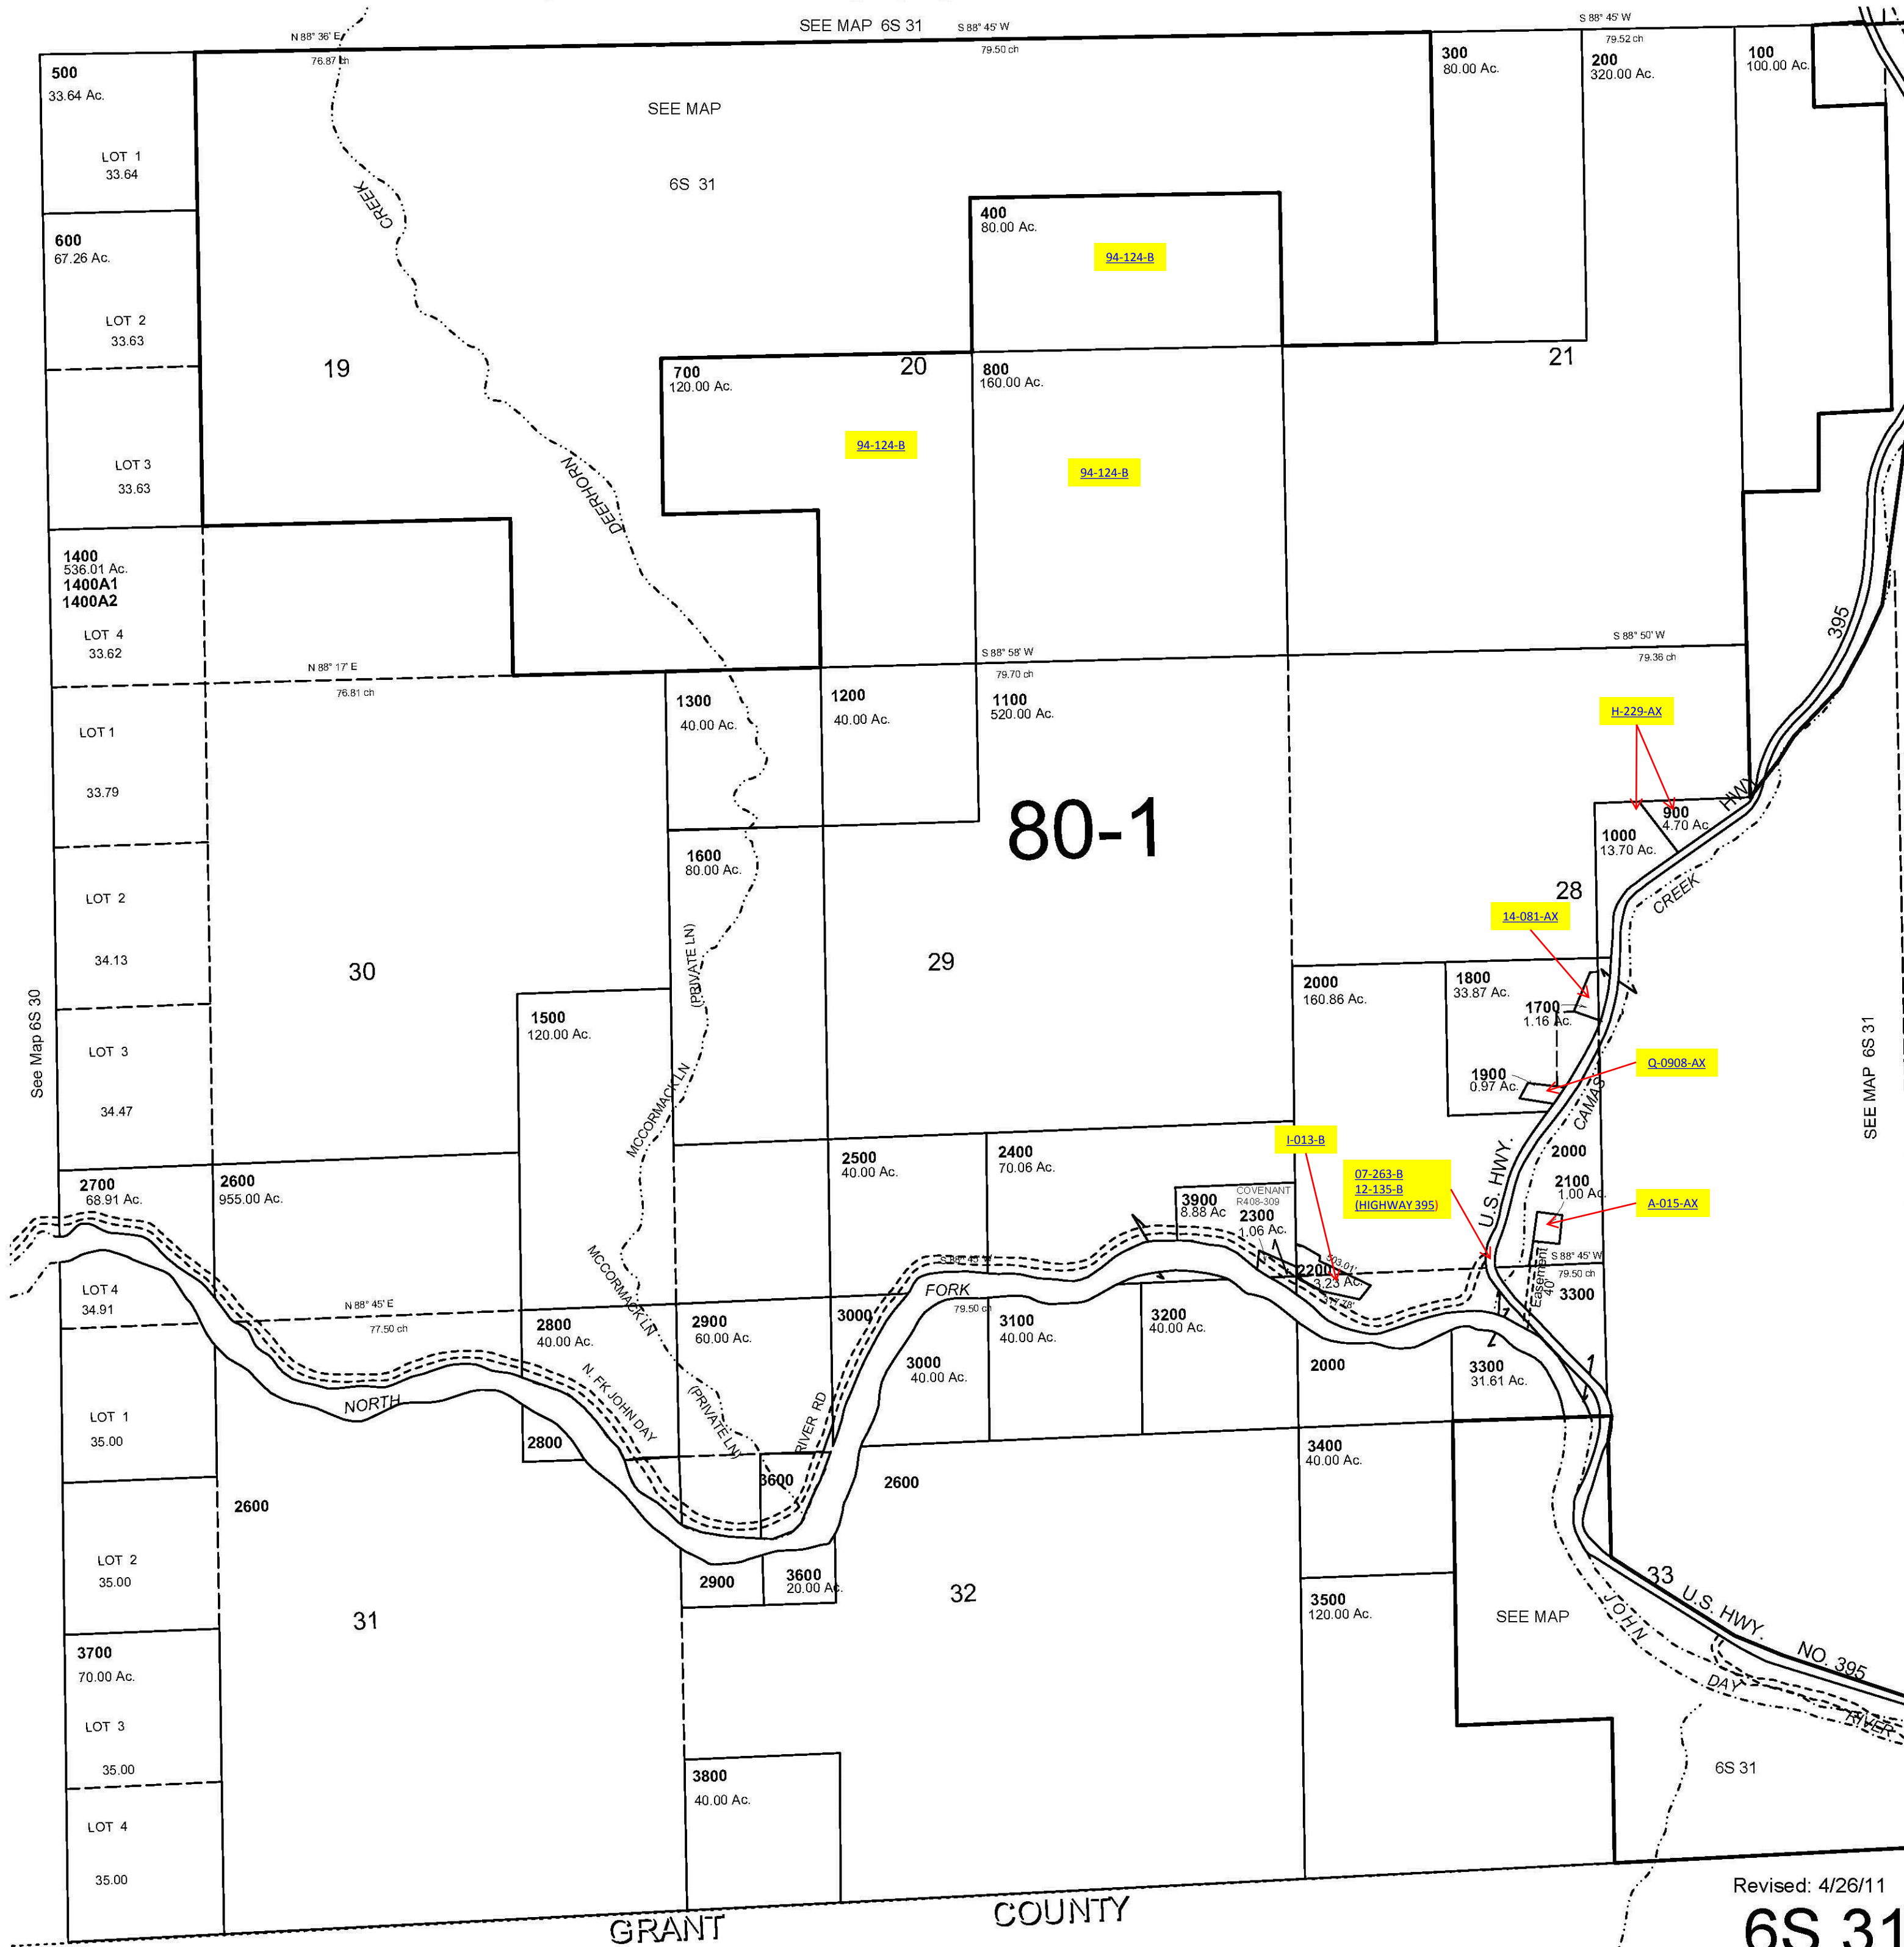 SEE MAP 6S 31
N 88° 36' E
76.87 ch
S 88° 45' W
79.50 ch
S 88° 45' W
79.52 ch
500
33.64 Ac.
LOT 1
33.64
SEE MAP
6S 31
300
80.00 Ac.
200
320.00 Ac.
100
100.00 Ac.
CREEK
600
67.26 Ac.
LOT 2
33.63
400
80.00 Ac.
94-124-B
19
700
120.00 Ac.
20
800
160.00 Ac.
21
94-124-B
94-124-B
LOT 3
33.63
DEERHORN
1400
536.01 Ac.
1400A1
1400A2
LOT 4
33.62
N 88° 17' E
76.81 ch
S 88° 58' W
79.70 ch
S 88° 50' W
79.36 ch
395
1300
40.00 Ac.
1200
40.00 Ac.
1100
520.00 Ac.
H-229-AX
LOT 1
33.79
80-1
HWY.
900
4.70 Ac.
1000
13.70 Ac.
1600
80.00 Ac.
28
CREEK
LOT 2
34.13
14-081-AX
30
29
(PRIVATE LN)
2000
160.86 Ac.
1800
33.87 Ac.
1700
1.16 Ac.
See Map 6S 30
1500
120.00 Ac.
SEE MAP 6S 31
LOT 3
34.47
MCCORMACK LN
1900
0.97 Ac.
Q-0908-AX
CAMAS
2500
40.00 Ac.
2400
70.06 Ac.
I-013-B
07-263-B
12-135-B
(HIGHWAY 395)
U.S. HWY.
2000
2100
1.00 Ac.
A-015-AX
2700
68.91 Ac.
2600
955.00 Ac.
3900
8.88 Ac
COVENANT
R408-309
2300
1.06 Ac.
MCCORMACK LN
S 88° 45' W
79.50 ch
2200
3.23 Ac.
503.01'
317.78'
S 88° 45' W
79.50 ch
Easement
40'
3300
LOT 4
34.91
N 88° 45' E
77.50 ch
FORK
2800
40.00 Ac.
2900
60.00 Ac.
3000
3100
40.00 Ac.
3200
40.00 Ac.
3000
40.00 Ac.
2000
3300
31.61 Ac.
NORTH
N. FK JOHN DAY
(PRIVATE LN)
RIVER RD
LOT 1
35.00
2800
3400
40.00 Ac.
2600
3600
2600
LOT 2
35.00
2900
3600
20.00 Ac.
31
32
33
3500
120.00 Ac.
SEE MAP
JOHN
U.S. HWY.
NO. 395
DAY
RIVER
3700
70.00 Ac.
LOT 3
35.00
6S 31
3800
40.00 Ac.
LOT 4
35.00
GRANT COUNTY
Revised: 4/26/11
6S 31